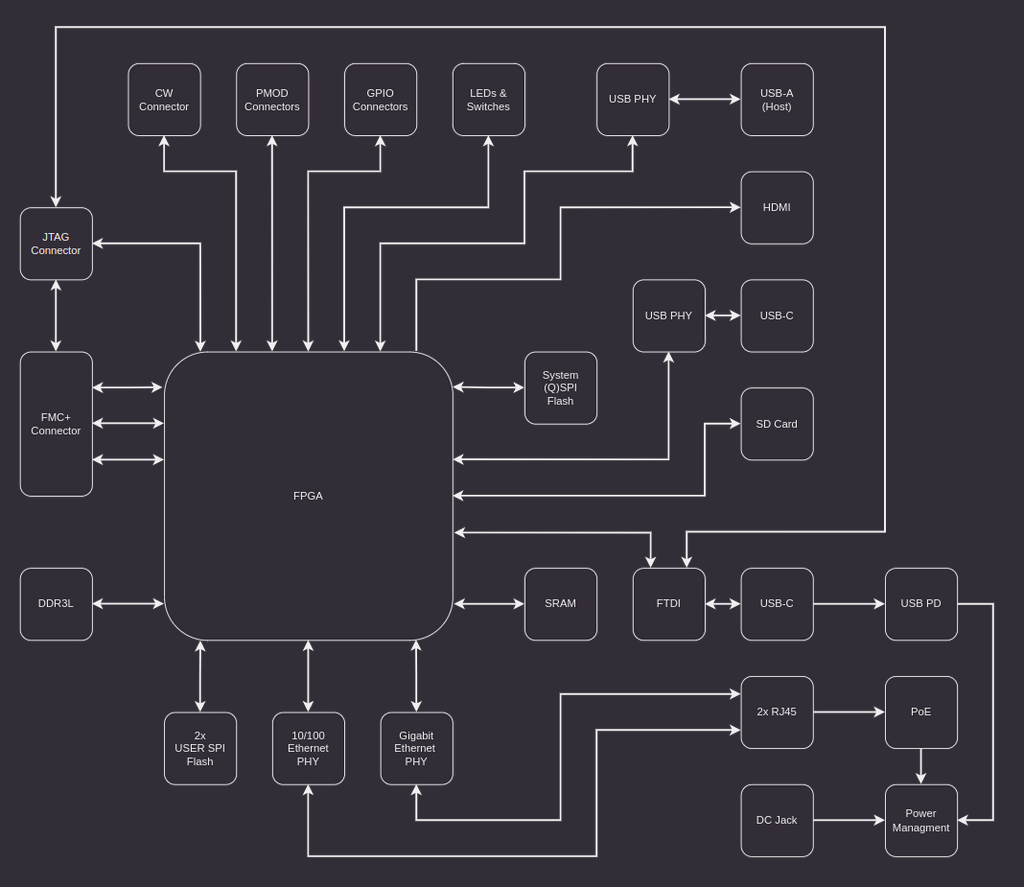 CW
Connector
PMOD
Connectors
GPIO
Connectors
LEDs &
Switches
USB PHY
USB-A
(Host)
HDMI
JTAG
Connector
USB PHY
USB-C
System
(Q)SPI
Flash
FMC+
Connector
SD Card
FPGA
DDR3L
SRAM
FTDI
USB-C
USB PD
2x RJ45
PoE
2x
USER SPI
Flash
10/100
Ethernet
PHY
Gigabit
Ethernet
PHY
DC Jack
Power
Managment